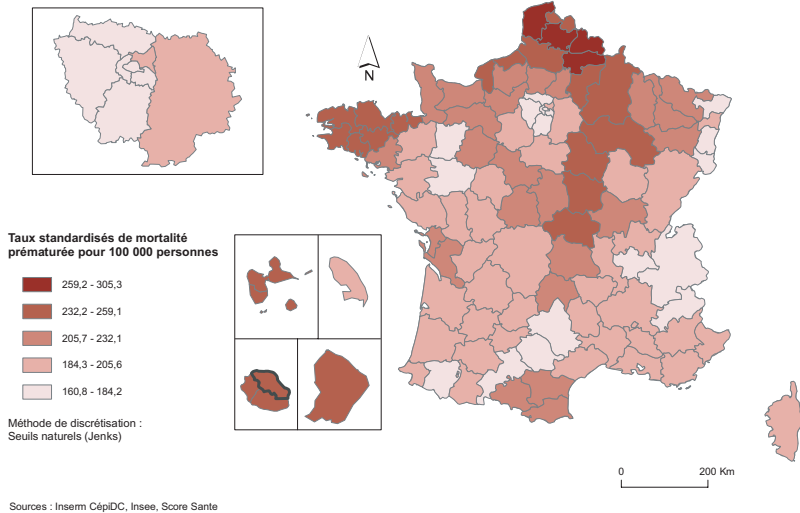 N
Taux standardisés de mortalité
prématurée pour 100 000 personnes
259,2 - 305,3
232,2 - 259,1
205,7 - 232,1
184,3 - 205,6
160,8 - 184,2
Méthode de discrétisation :
Seuils naturels (Jenks)
0 200 Km
Sources : Inserm CépiDC, Insee, Score Sante